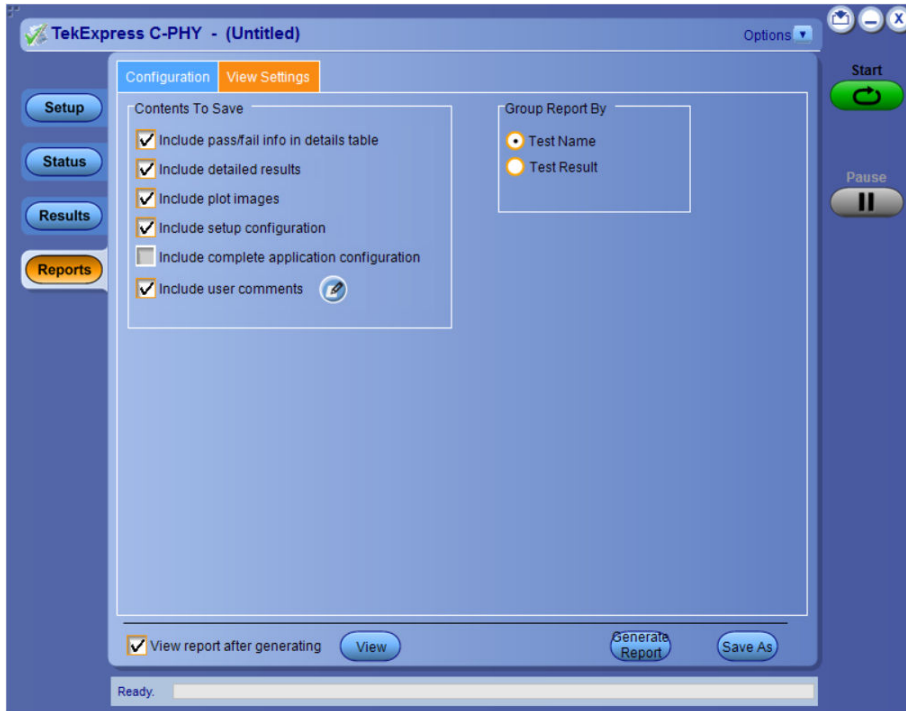 TekExpress C-PHY - (Untitled)
Options
Start
Pause
Setup
Status
Results
Reports
Configuration
View Settings
Contents To Save
Include pass/fail info in details table
Include detailed results
Include plot images
Include setup configuration
Include complete application configuration
Include user comments
Group Report By
Test Name
Test Result
View report after generating
View
Generate
Report
Save As
Ready.